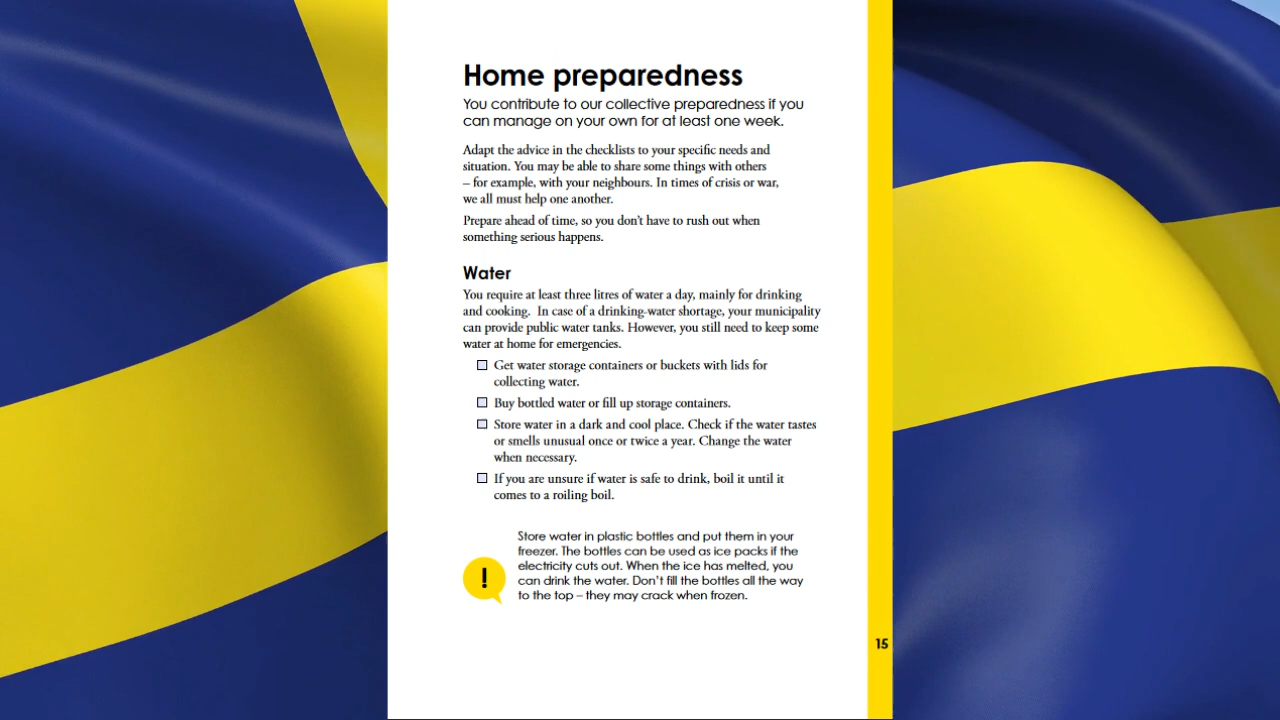 Home preparedness
You contribute to our collective preparedness if you
can manage on your own for at least one week.
Adapt the advice in the checklists to your specific needs and
situation. You may be able to share some things with others
– for example, with your neighbours. In times of crisis or war,
we all must help one another.
Prepare ahead of time, so you don't have to rush out when
something serious happens.
Water
You require at least three litres of water a day, mainly for drinking
and cooking. In case of a drinking-water shortage, your municipality
can provide public water tanks. However, you still need to keep some
water at home for emergencies.
Get water storage containers or buckets with lids for
collecting water.
Buy bottled water or fill up storage containers.
Store water in a dark and cool place. Check if the water tastes
or smells unusual once or twice a year. Change the water
when necessary.
If you are unsure if water is safe to drink, boil it until it
comes to a roiling boil.
Store water in plastic bottles and put them in your
freezer. The bottles can be used as ice packs if the
electricity cuts out. When the ice has melted, you
!
can drink the water. Don't fill the bottles all the way
to the top – they may crack when frozen.
15